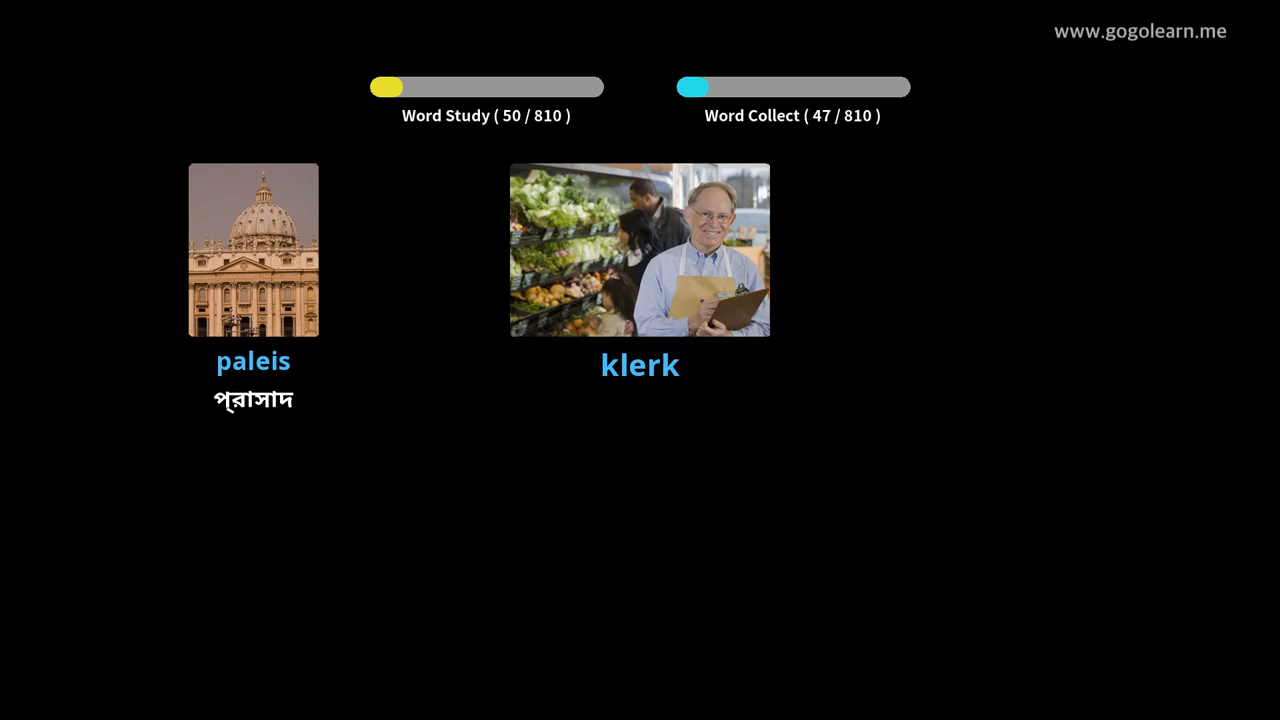 www.gogolearn.me
Word Study ( 50 / 810 )
Word Collect ( 47 / 810 )
paleis
প্রাসাদ
klerk